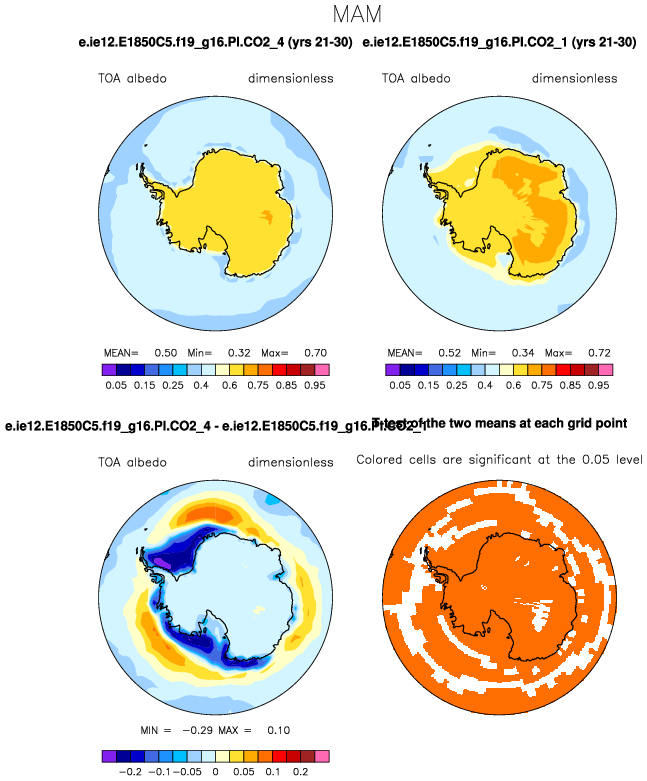 MAM
e.ie12.E1850C5.f19_g16.PI.CO2_4 (yrs 21-30) e.ie12.E1850C5.f19_g16.PI.CO2_1 (yrs 21-30)
TOA albedo dimensionless TOA albedo dimensionless
MEAN= 0.50 Min= 0.32 Max= 0.70 MEAN= 0.52 Min= 0.34 Max= 0.72
0.05 0.15 0.25 0.4 0.6 0.75 0.85 0.95 0.05 0.15 0.25 0.4 0.6 0.75 0.85 0.95
e.ie12.E1850C5.f19_g16.PI.CO2_4 - e.ie12.E1850C5.f19_g16.PI.CO2_1 T-test of the two means at each grid point
TOA albedo dimensionless Colored cells are significant at the 0.05 level
MIN = -0.29 MAX = 0.10
-0.2 -0.1 -0.05 0 0.05 0.1 0.2